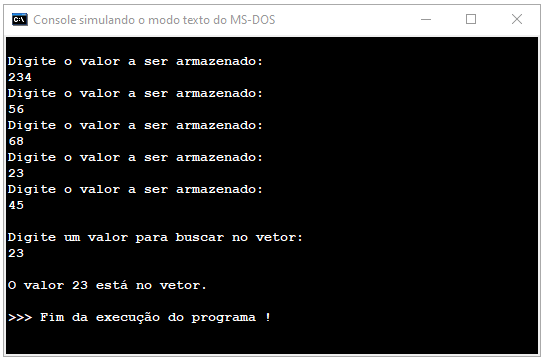 Console simulando o modo texto do MS-DOS
Digite o valor a ser armazenado:
234
Digite o valor a ser armazenado:
56
Digite o valor a ser armazenado:
68
Digite o valor a ser armazenado:
23
Digite o valor a ser armazenado:
45
Digite um valor para buscar no vetor:
23
O valor 23 está no vetor.
>>> Fim da execução do programa !